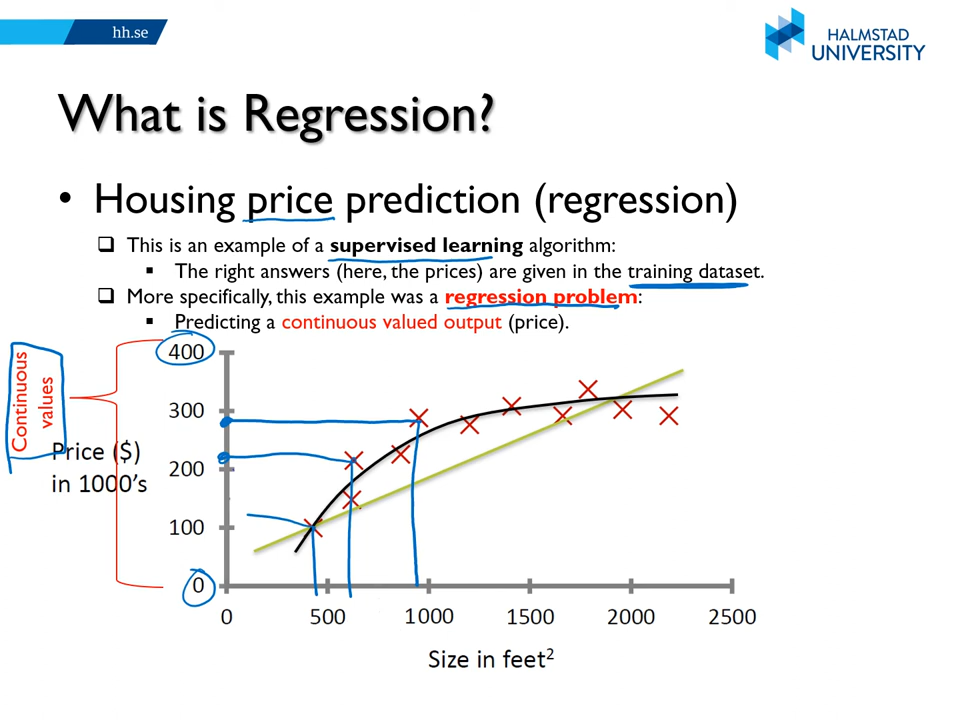 hh.se
HALMSTAD
UNIVERSITY
What is Regression?
• Housing price prediction (regression)
❑ This is an example of a supervised learning algorithm:
▪ The right answers (here, the prices) are given in the training dataset.
❑ More specifically, this example was a regression problem:
▪ Predicting a continuous valued output (price).
Continuous
values
Price ($)
in 1000’s
400
300
200
100
0
0 500 1000 1500 2000 2500
Size in feet²